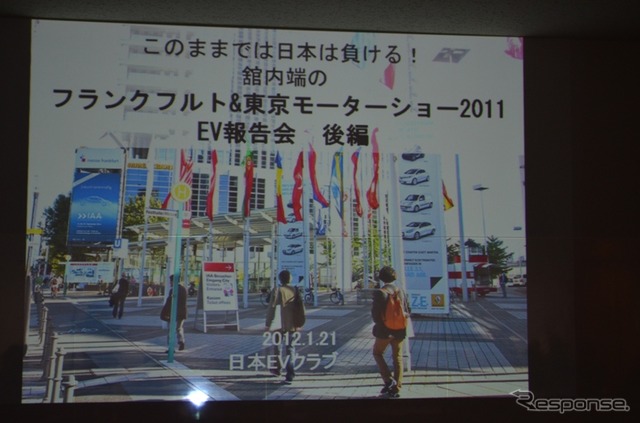 このままでは日本は負ける！
舘内端の
フランクフルト&東京モーターショー2011
EV報告会　後編
IAA
Z.E
2012.1.21
日本EVクラブ
Response.